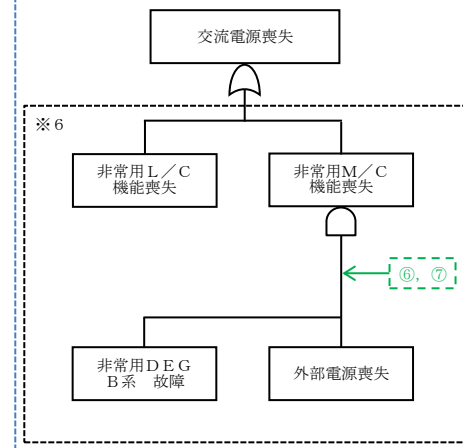 交流電源喪失
※6
非常用L/C
機能喪失
非常用M/C
機能喪失
⑥,⑦
非常用DEG
B系 故障
外部電源喪失